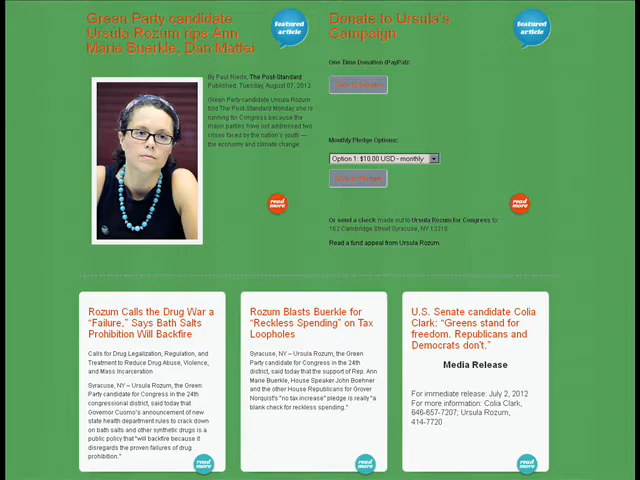 Green Party candidate
Ursula Rozum rips Ann
Marie Buerkle, Dan Maffei
featured
article
By Paul Riede, The Post-Standard
Published: Tuesday, August 07, 2012
Green Party candidate Ursula Rozum
told The Post-Standard Monday she is
running for Congress because the
major parties have not addressed two
crises faced by the nation's youth —
the economy and climate change.
read
more
Donate to Ursula's
Campaign
featured
article
One Time Donation (PayPal):
Monthly Pledge Options:
Option 1: $10.00 USD - monthly
read
more
Or send a check made out to Ursula Rozum for Congress to:
162 Cambridge Street Syracuse, NY 13210
Read a fund appeal from Ursula Rozum.
Rozum Calls the Drug War a
"Failure," Says Bath Salts
Prohibition Will Backfire
Calls for Drug Legalization, Regulation, and
Treatment to Reduce Drug Abuse, Violence,
and Mass Incarceration
Syracuse, NY – Ursula Rozum, the Green
Party candidate for Congress in the 24th
congressional district, said today that
Governor Cuomo's announcement of new
state health department rules to crack down
on bath salts and other synthetic drugs is a
public policy that "will backfire because it
disregards the proven failures of drug
prohibition."
read
more
Rozum Blasts Buerkle for
"Reckless Spending" on Tax
Loopholes
Syracuse, NY – Ursula Rozum, the Green
Party candidate for Congress in the 24th
district, said today that the support of Rep. Ann
Marie Buerkle, House Speaker John Boehner
and the other House Republicans for Grover
Norquist's "no tax increase" pledge is really "a
blank check for reckless spending."
read
more
U.S. Senate candidate Colia
Clark: "Greens stand for
freedom. Republicans and
Democrats don't."
Media Release
For immediate release: July 2, 2012
For more information: Colia Clark,
646-857-7207; Ursula Rozum,
414-7720
read
more